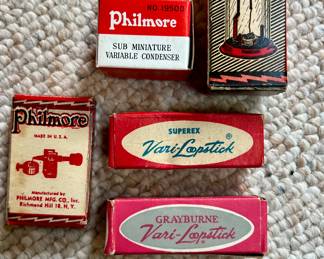 NO. 1950G
Philmore
SUB MINIATURE
VARIABLE CONDENSER
Philmore
MADE IN U.S.A.
Manufactured by
PHILMORE MFG. CO., Inc.
Richmond Hill 18, N. Y.
SUPEREX
Vari-Loopstick®
GRAYBURNE
Vari-Loopstick®